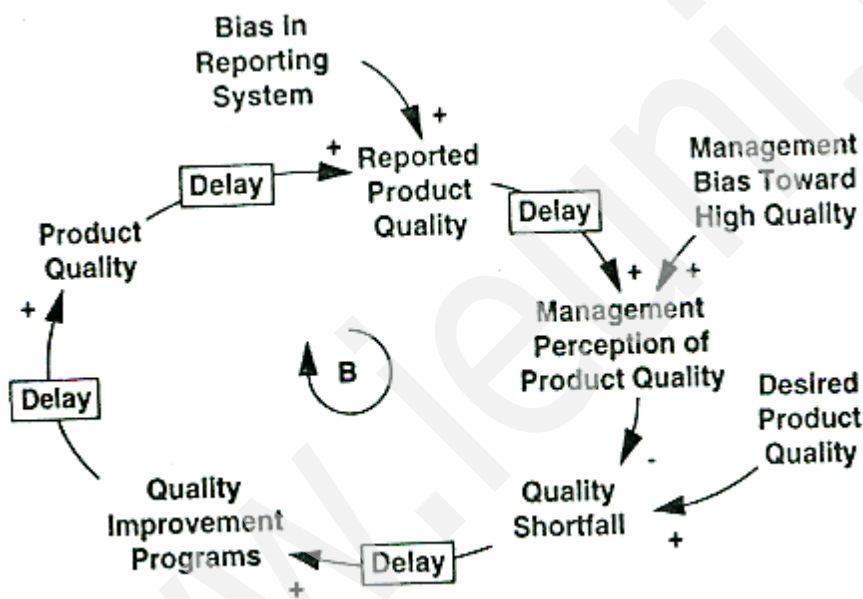 Bias in
Reporting
System
+
+
Reported
Product
Quality
Delay
Delay
Management
Bias Toward
High Quality
Product
Quality
+
+
+
Management
Perception of
Product Quality
B
Desired
Product
Quality
Delay
-
Quality
Shortfall
+
Quality
Improvement
Programs
Delay
+